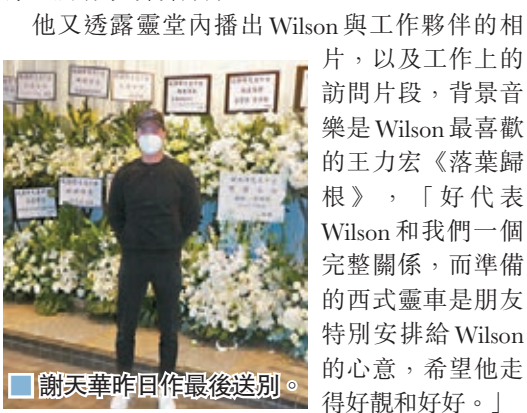 他又透露靈堂內播出Wilson與工作夥伴的相
片，以及工作上的
訪問片段，背景音
樂是Wilson最喜歡
的王力宏《落葉歸
根》，「好代表
Wilson和我們一個
完整關係，而準備
的西式靈車是朋友
特別安排給Wilson
的心意，希望他走
得好靚和好好。」
謝天華昨日作最後送別。